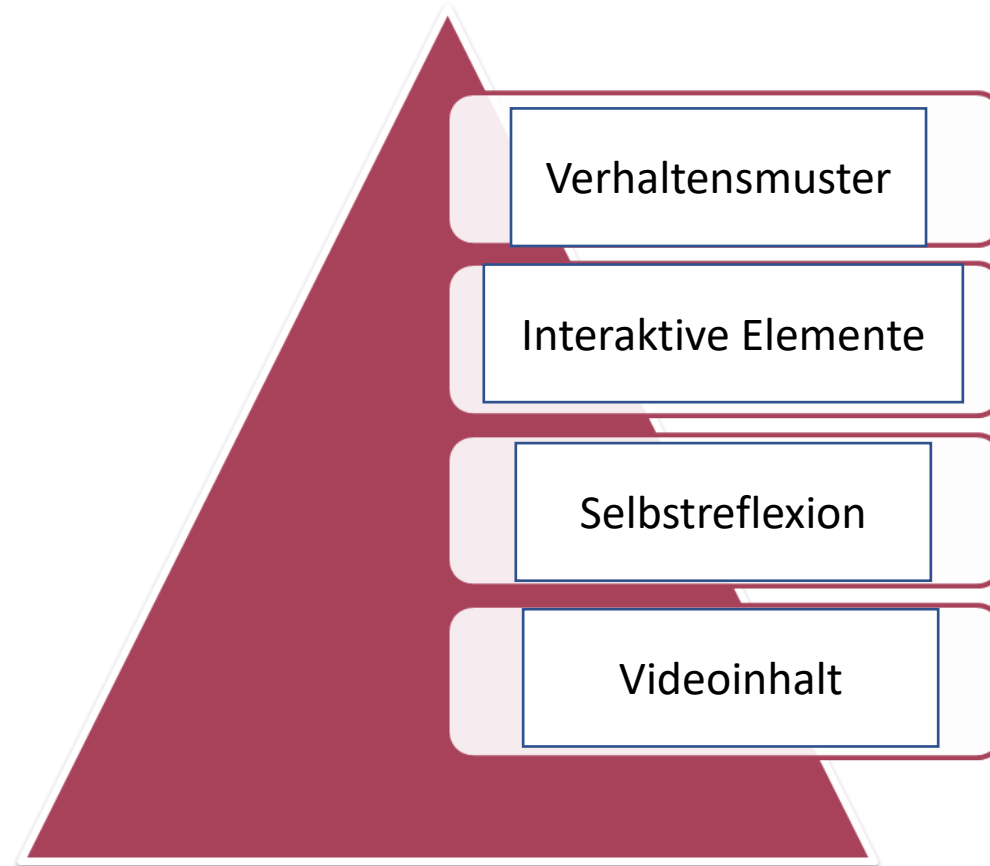 Verhaltensmuster
Interaktive Elemente
Selbstreflexion
Videoinhalt